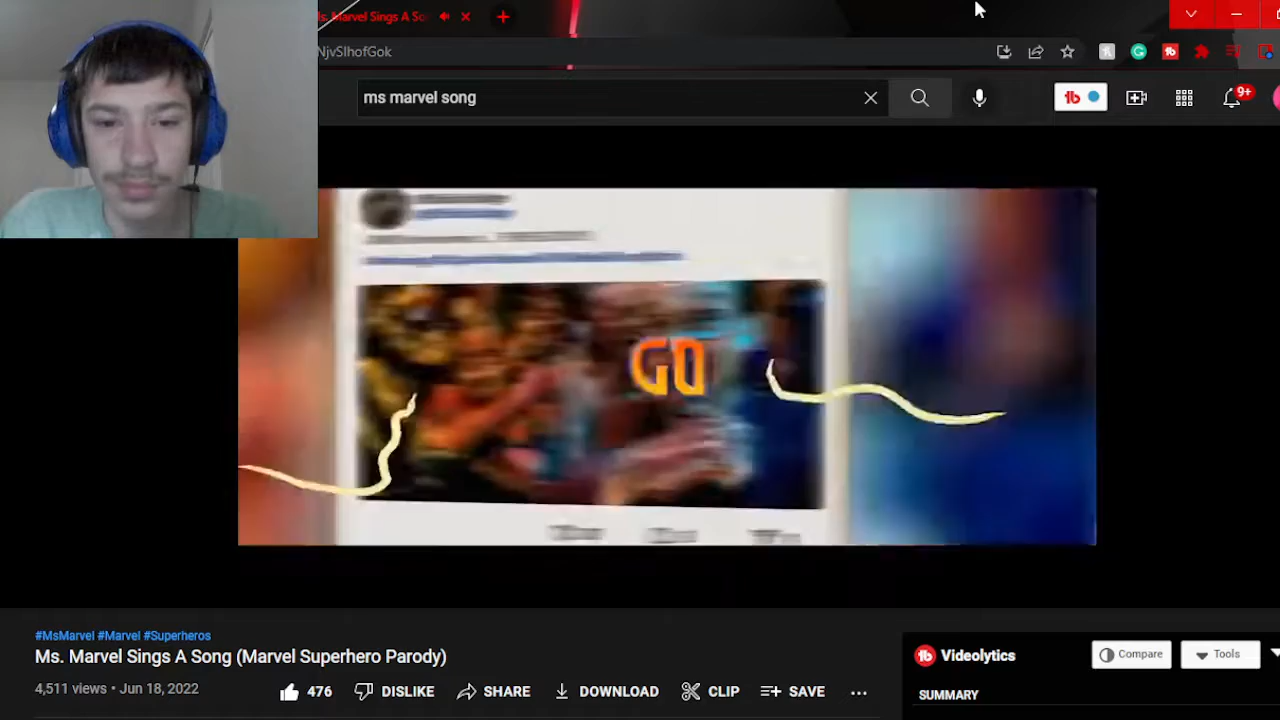 s. Marvel Sings A So
NjvSlhofGok
ms marvel song
9+
GO
#MsMarvel #Marvel #Superheros
Ms. Marvel Sings A Song (Marvel Superhero Parody)
4,511 views • Jun 18, 2022
476 DISLIKE SHARE DOWNLOAD CLIP SAVE ...
Videolytics Compare Tools
SUMMARY